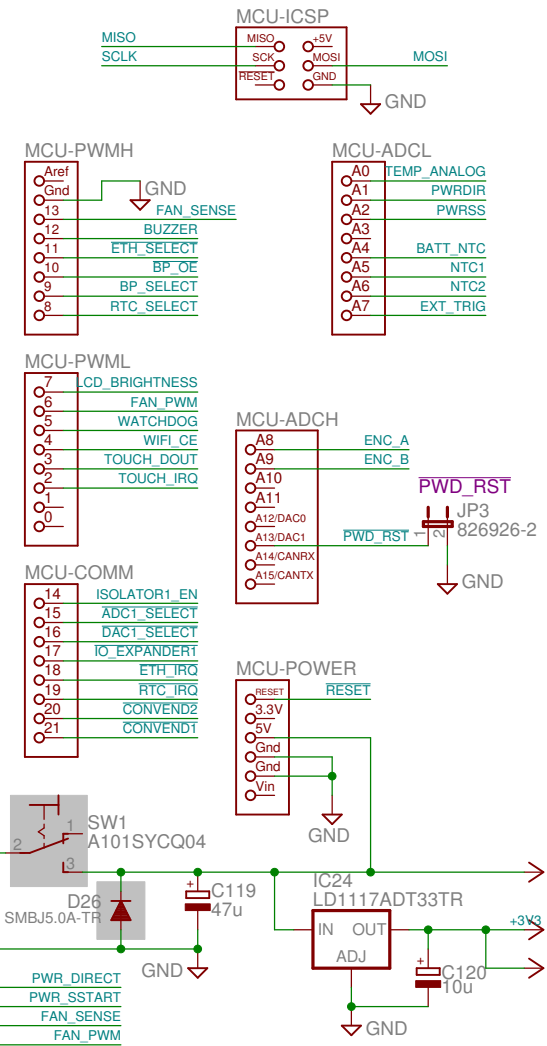 MCU-ICSP
MISO MISO +5V
SCLK SCK MOSI MOSI
RESET GND
GND
MCU-PWMH
Aref
Gnd GND
13 FAN_SENSE
12 BUZZER
11 ETH_SELECT
10 BP_OE
9 BP_SELECT
8 RTC_SELECT
MCU-ADCL
A0 TEMP_ANALOG
A1 PWRDIR
A2 PWRSS
A3
A4 BATT_NTC
A5 NTC1
A6 NTC2
A7 EXT_TRIG
MCU-PWML
7 LCD_BRIGHTNESS
6 FAN_PWM
5 WATCHDOG
4 WIFI_CE
3 TOUCH_DOUT
2 TOUCH_IRQ
1
0
MCU-ADCH
A8 ENC_A
A9 ENC_B
A10
A11
A12/DAC0
A13/DAC1 PWD_RST
A14/CANRX
A15/CANTX
PWD_RST
JP3
826926-2
1 2
GND
MCU-COMM
14 ISOLATOR1_EN
15 ADC1_SELECT
16 DAC1_SELECT
17 IO_EXPANDER1
18 ETH_IRQ
19 RTC_IRQ
20 CONVEND2
21 CONVEND1
MCU-POWER
RESET RESET
3.3V
5V
Gnd
Gnd
Vin
GND
SW1
A101SYCQ04
1
2
3
D26
SMBJ5.0A-TR
C119
+
47u
GND
IC24
LD1117ADT33TR
IN OUT
ADJ
+3V3
+
C120
10u
GND
PWR_DIRECT
PWR_SSTART
FAN_SENSE
FAN_PWM